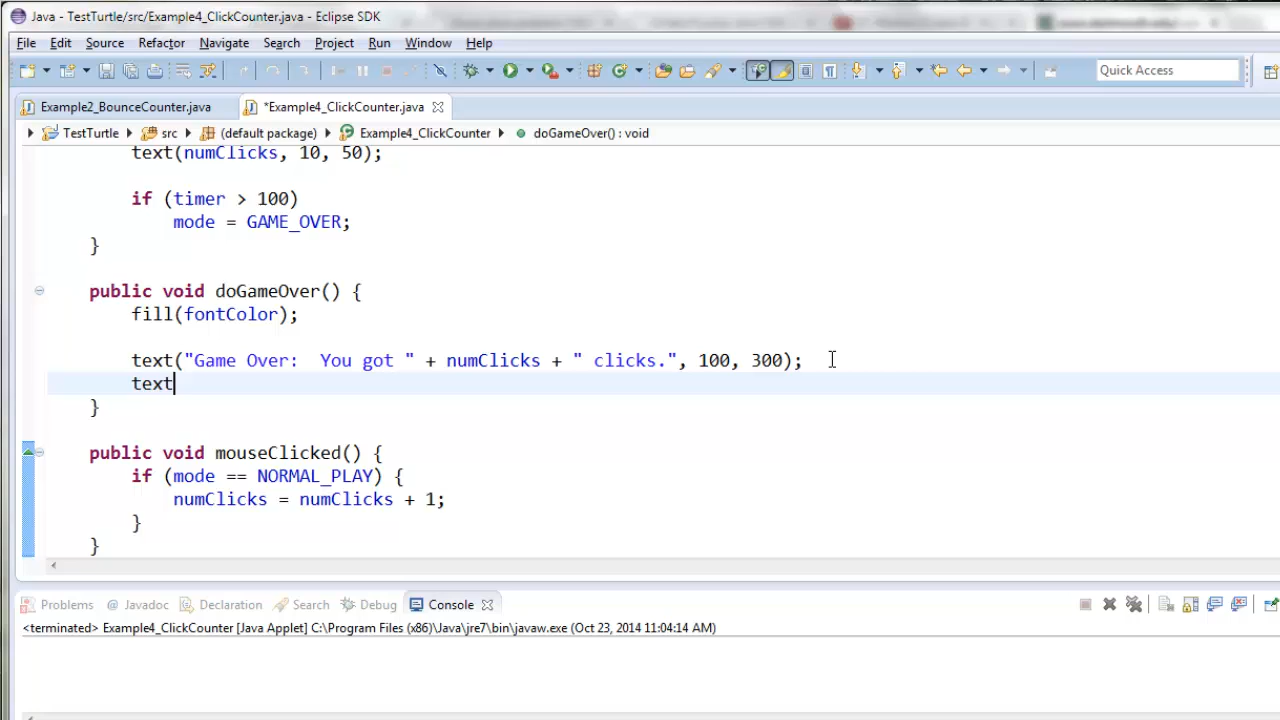 Java - TestTurtle/src/Example4_ClickCounter.java - Eclipse SDK
File Edit Source Refactor Navigate Search Project Run Window Help
Quick Access
Example2_BounceCounter.java *Example4_ClickCounter.java
TestTurtle src (default package) Example4_ClickCounter doGameOver() : void
text(numClicks, 10, 50);
if (timer > 100)
mode = GAME_OVER;
}
public void doGameOver() {
fill(fontColor);
text("Game Over:  You got " + numClicks + " clicks.", 100, 300);
text
}
public void mouseClicked() {
if (mode == NORMAL_PLAY) {
numClicks = numClicks + 1;
}
}
Problems @ Javadoc Declaration Search Debug Console
<terminated> Example4_ClickCounter [Java Applet] C:\Program Files (x86)\Java\jre7\bin\javaw.exe (Oct 23, 2014 11:04:14 AM)